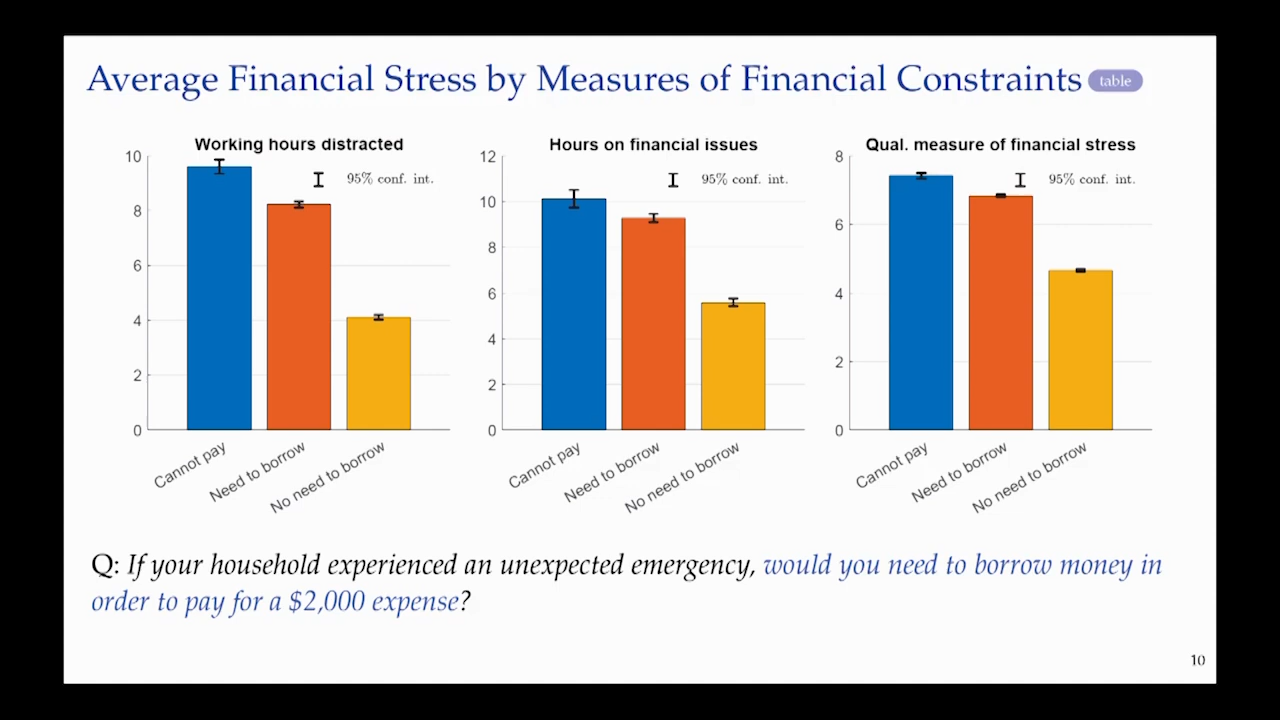 Average Financial Stress by Measures of Financial Constraints table
Working hours distracted
10
8
6
4
2
0
95% conf. int.
Cannot pay
Need to borrow
No need to borrow
Hours on financial issues
12
10
8
6
4
2
0
95% conf. int.
Cannot pay
Need to borrow
No need to borrow
Qual. measure of financial stress
8
6
4
2
0
95% conf. int.
Cannot pay
Need to borrow
No need to borrow
Q: If your household experienced an unexpected emergency, would you need to borrow money in
order to pay for a $2,000 expense?
10